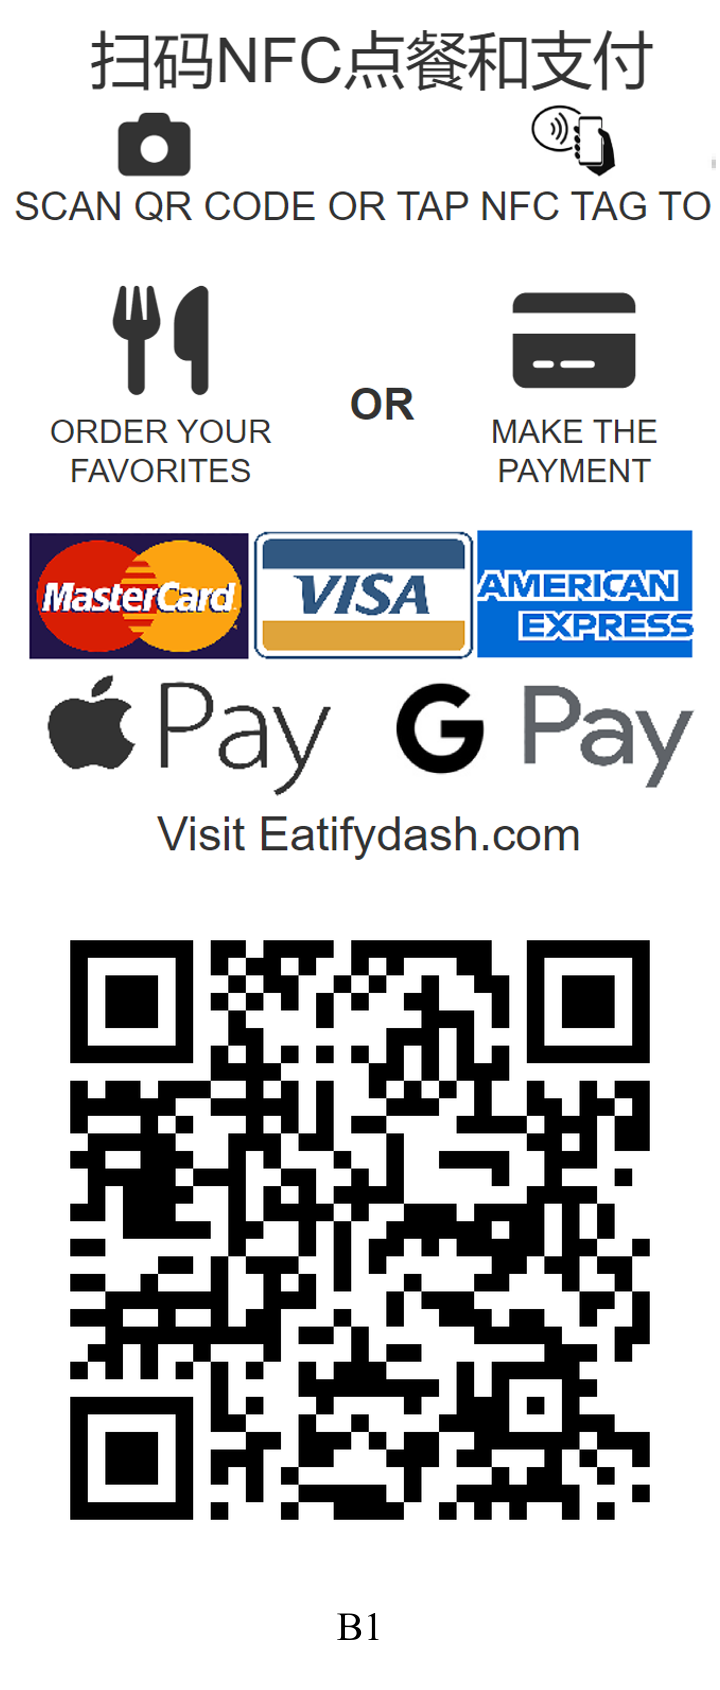 扫码NFC点餐和支付
SCAN QR CODE OR TAP NFC TAG TO
ORDER YOUR
FAVORITES
OR
MAKE THE
PAYMENT
MasterCard
VISA
AMERICAN
EXPRESS
Pay
G Pay
Visit Eatifydash.com
B1